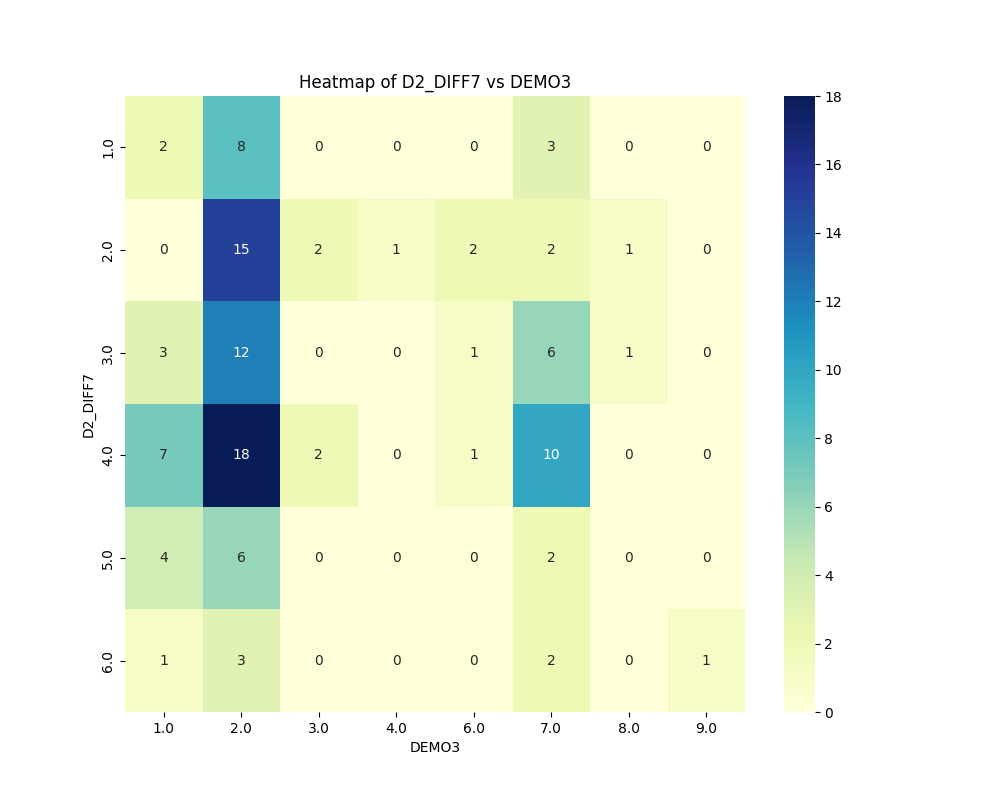 Heatmap of D2_DIFF7 vs DEMO3
1.0 2 8 0 0 0 3 0 0
2.0 0 15 2 1 2 2 1 0
3.0 3 12 0 0 1 6 1 0
4.0 7 18 2 0 1 10 0 0
5.0 4 6 0 0 0 2 0 0
6.0 1 3 0 0 0 2 0 1
D2_DIFF7
1.0 2.0 3.0 4.0 6.0 7.0 8.0 9.0
DEMO3
18
16
14
12
10
8
6
4
2
0